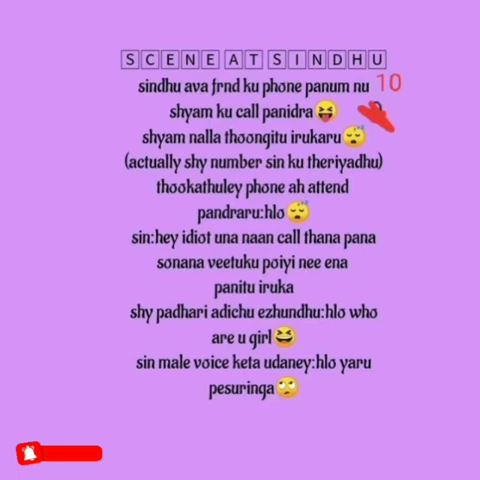 SCENE AT SINDHU
sindhu ava frnd ku phone panum nu 10
shyam ku call panidra😝
shyam nalla thoongitu irukaru😴
(actually shy number sin ku theriyadhu)
thookathuley phone ah attend
pandraru:hlo😴
sin:hey idiot una naan call thana pana
sonana veetuku poiyi nee ena
panitu iruka
shy padhari adichu ezhundhu:hlo who
are u girl😆
sin male voice keta udaney:hlo yaru
pesuringa🙄